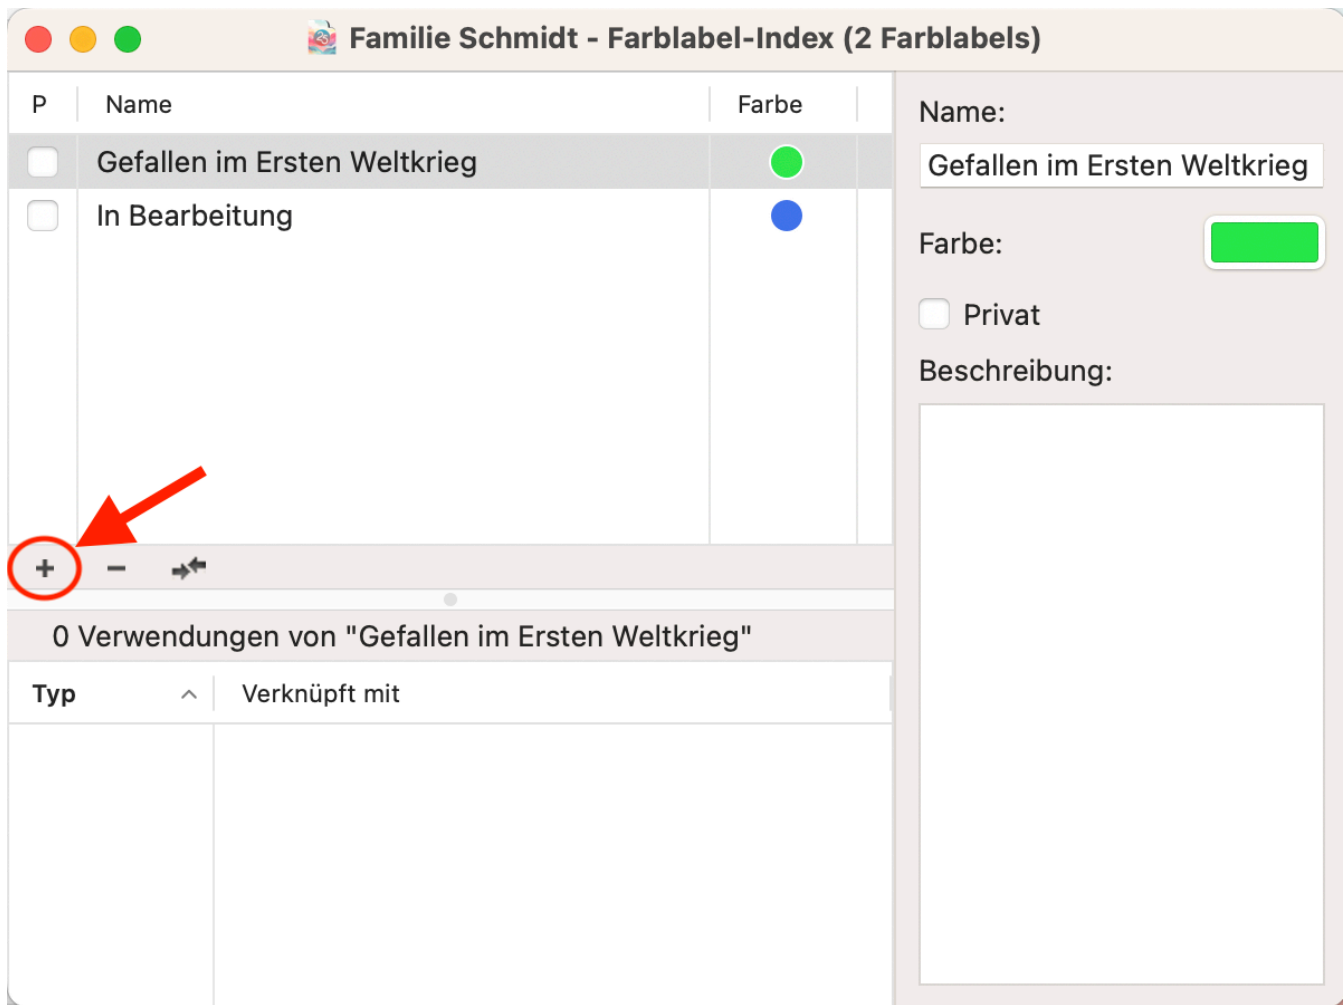 Familie Schmidt - Farblabel-Index (2 Farblabels)
P Name Farbe
Gefallen im Ersten Weltkrieg
In Bearbeitung
+ −
0 Verwendungen von "Gefallen im Ersten Weltkrieg"
Typ Verknüpft mit
Name:
Gefallen im Ersten Weltkrieg
Farbe:
Privat
Beschreibung: